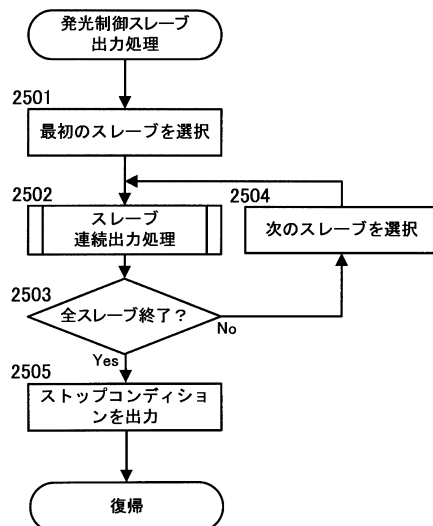 発光制御スレーブ
出力処理
2501
最初のスレーブを選択
2502
スレーブ
連続出力処理
2504
次のスレーブを選択
2503
全スレーブ終了？
No
Yes
2505
ストップコンディショ
ンを出力
復帰